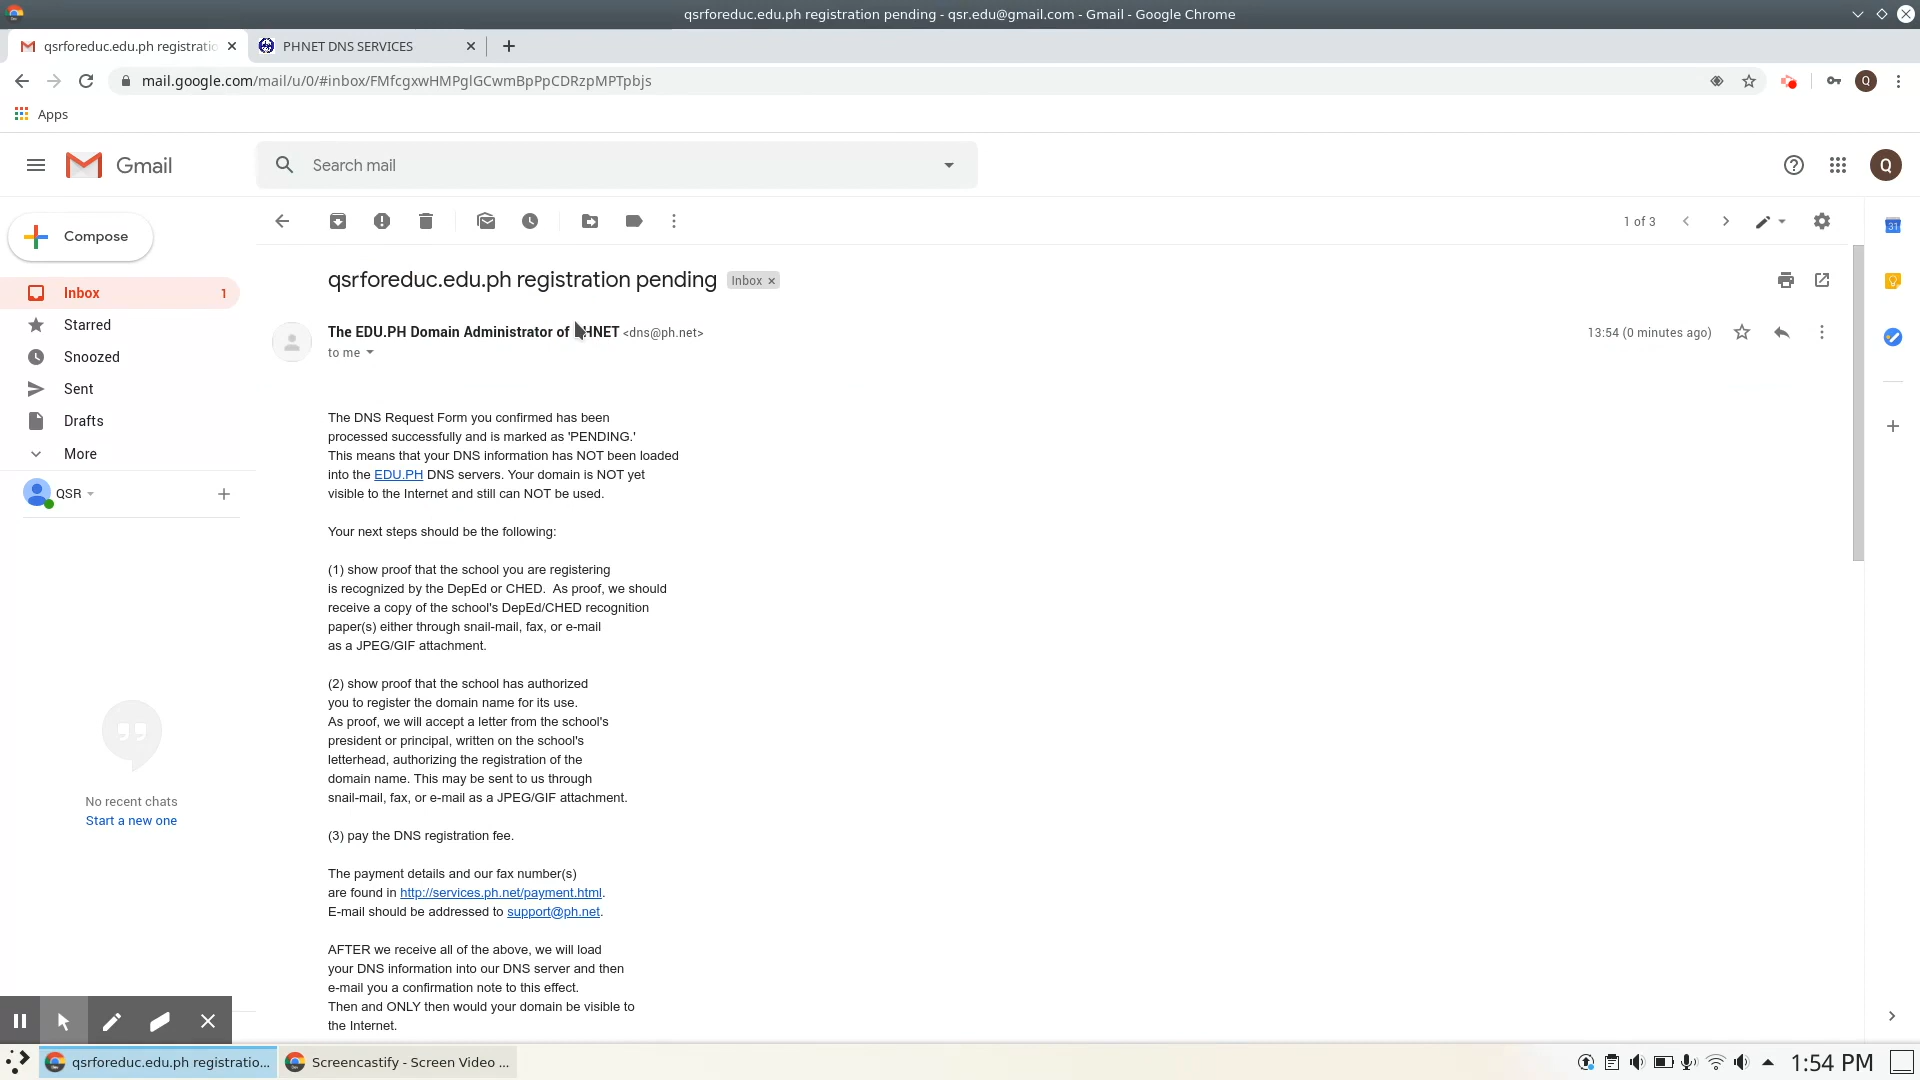 qsrforeduc.edu.ph registration pending - qsr.edu@gmail.com - Gmail - Google Chrome
qsrforeduc.edu.ph registratio
PHNET DNS SERVICES
mail.google.com/mail/u/0/#inbox/FMfcgxwHMPglGCwmBpPpCDRzpMPTpbjs
Q
Apps
Gmail
Search mail
Q
Compose
1 of 3
31
Inbox 1
Starred
Snoozed
Sent
Drafts
More
QSR
No recent chats
Start a new one
qsrforeduc.edu.ph registration pending Inbox ×
The EDU.PH Domain Administrator of PHNET <dns@ph.net>
13:54 (0 minutes ago)
to me
The DNS Request Form you confirmed has been
processed successfully and is marked as 'PENDING.'
This means that your DNS information has NOT been loaded
into the EDU.PH DNS servers. Your domain is NOT yet
visible to the Internet and still can NOT be used.
Your next steps should be the following:
(1) show proof that the school you are registering
is recognized by the DepEd or CHED.  As proof, we should
receive a copy of the school's DepEd/CHED recognition
paper(s) either through snail-mail, fax, or e-mail
as a JPEG/GIF attachment.
(2) show proof that the school has authorized
you to register the domain name for its use.
As proof, we will accept a letter from the school's
president or principal, written on the school's
letterhead, authorizing the registration of the
domain name. This may be sent to us through
snail-mail, fax, or e-mail as a JPEG/GIF attachment.
(3) pay the DNS registration fee.
The payment details and our fax number(s)
are found in http://services.ph.net/payment.html.
E-mail should be addressed to support@ph.net.
AFTER we receive all of the above, we will load
your DNS information into our DNS server and then
e-mail you a confirmation note to this effect.
Then and ONLY then would your domain be visible to
the Internet.
qsrforeduc.edu.ph registratio...
Screencastify - Screen Video ...
1:54 PM